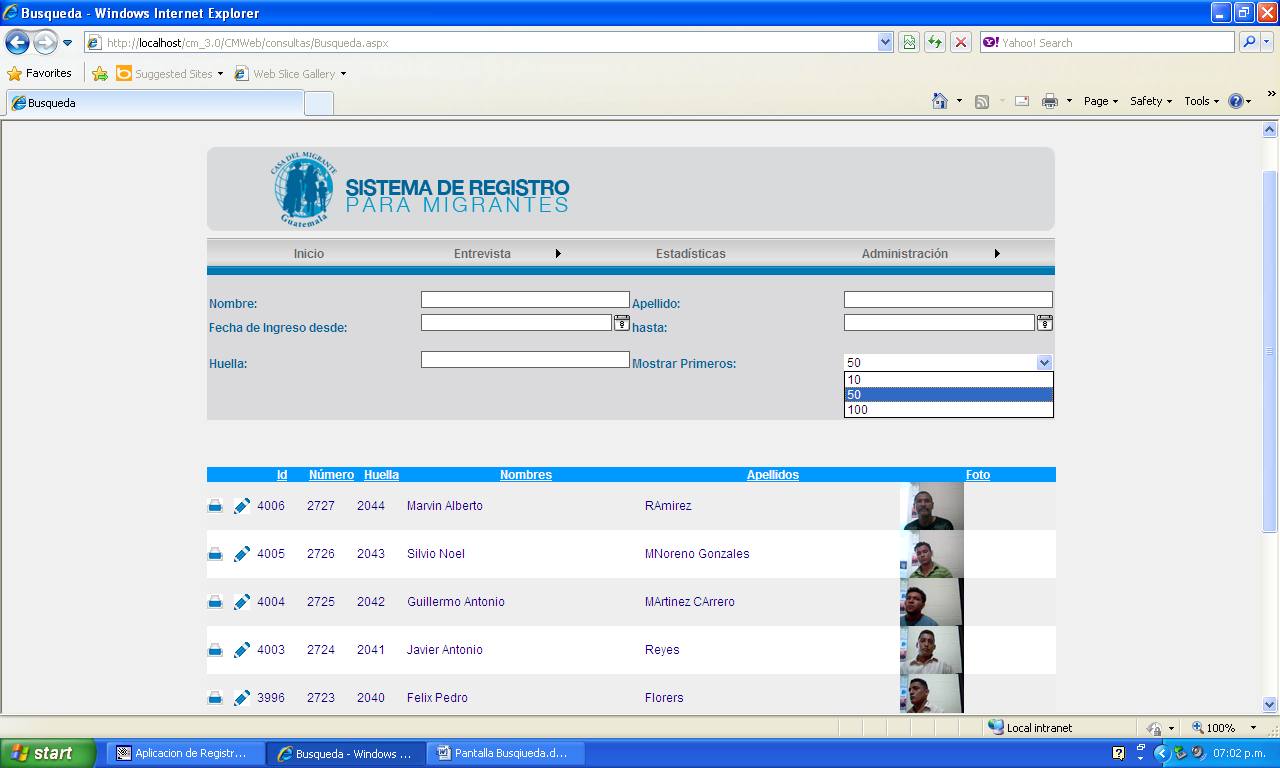 Busqueda - Windows Internet Explorer
http://localhost/cm_3.0/CMWeb/consultas/Busqueda.aspx
Yahoo! Search
Favorites Suggested Sites Web Slice Gallery
Busqueda Page Safety Tools
CASA DEL MIGRANTE
Guatemala
SISTEMA DE REGISTRO
PARA MIGRANTES
Inicio Entrevista Estadísticas Administración
Nombre: Apellido:
Fecha de Ingreso desde: hasta:
Huella: Mostrar Primeros: 50
10
50
100
Id Número Huella Nombres Apellidos Foto
4006 2727 2044 Marvin Alberto RAmirez
4005 2726 2043 Silvio Noel MNoreno Gonzales
4004 2725 2042 Guillermo Antonio MArtinez CArrero
4003 2724 2041 Javier Antonio Reyes
3996 2723 2040 Felix Pedro Florers
Local intranet 100%
start Aplicacion de Registr... Busqueda - Windows ... Pantalla Busqiueda.d... 07:02 p.m.